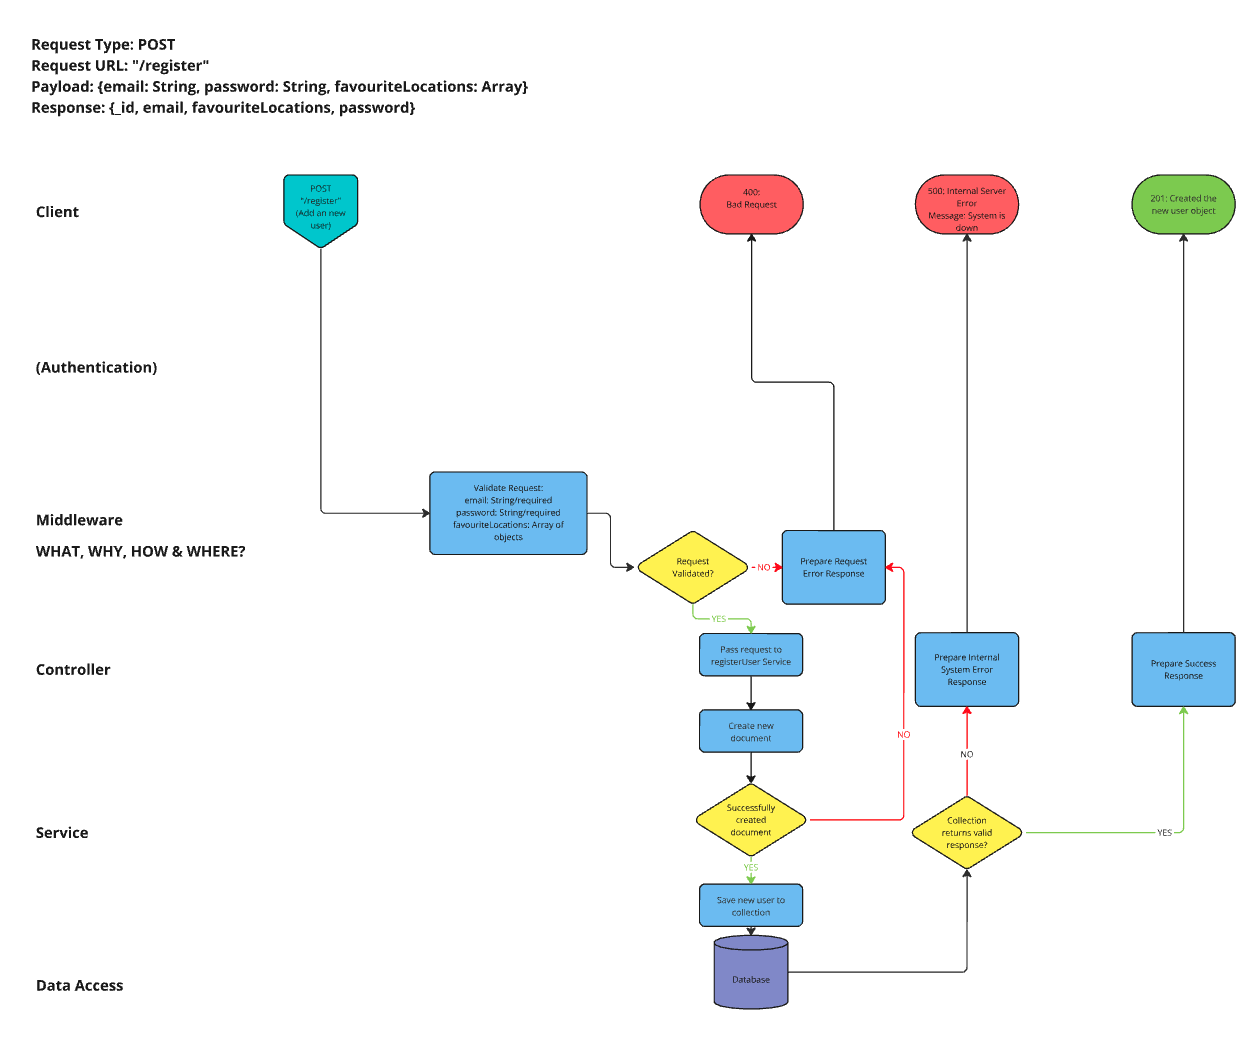 Request Type: POST
Request URL: "/register"
Payload: {email: String, password: String, favouriteLocations: Array}
Response: {_id, email, favouriteLocations, password}
Client
POST
"/register"
(Add an new
user)
400:
Bad Request
500: Internal Server
Error
Message: System is
down
201: Created the
new user object
(Authentication)
Middleware
WHAT, WHY, HOW & WHERE?
Validate Request:
email: String/required
password: String/required
favouriteLocations: Array of
objects
Request
Validated?
NO
Prepare Request
Error Response
YES
Controller
Pass request to
registerUser Service
Prepare Internal
System Error
Response
Prepare Success
Response
Create new
document
NO
NO
Service
Successfully
created
document
Collection
returns valid
response?
YES
YES
Save new user to
collection
Data Access
Database